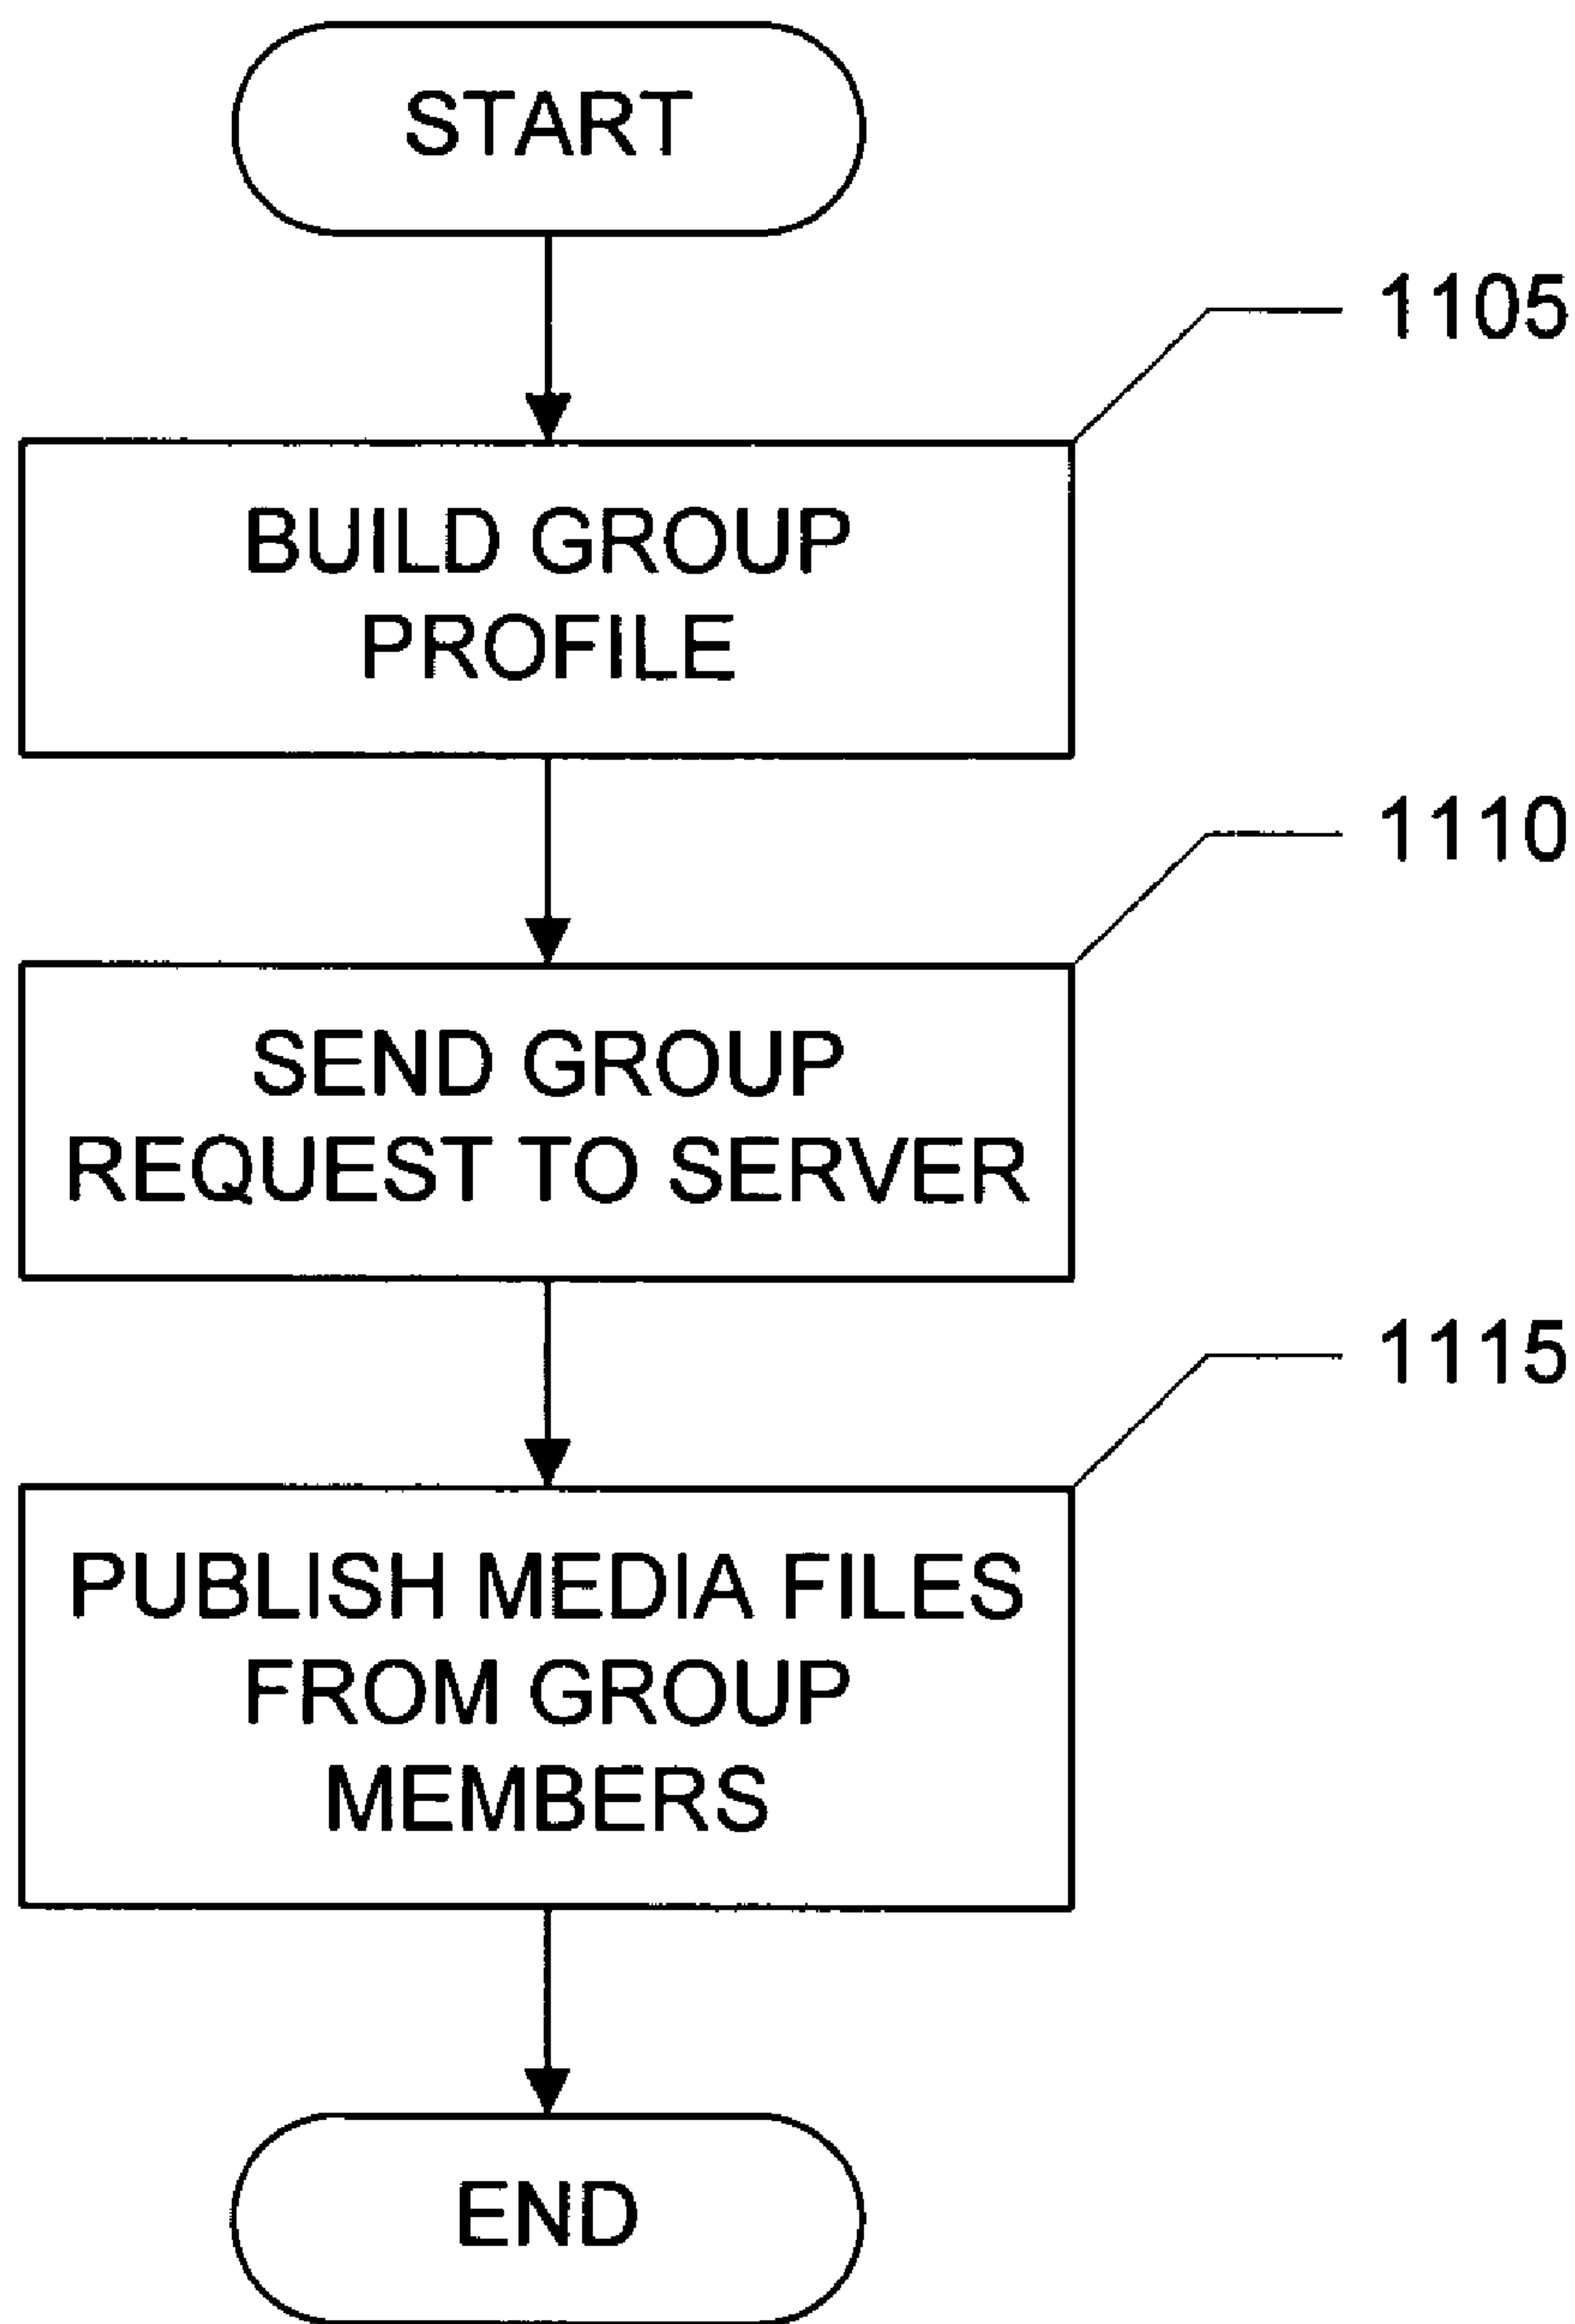 START
1105
BUILD GROUP
PROFILE
1110
SEND GROUP
REQUEST TO SERVER
1115
PUBLISH MEDIA FILES
FROM GROUP
MEMBERS
END